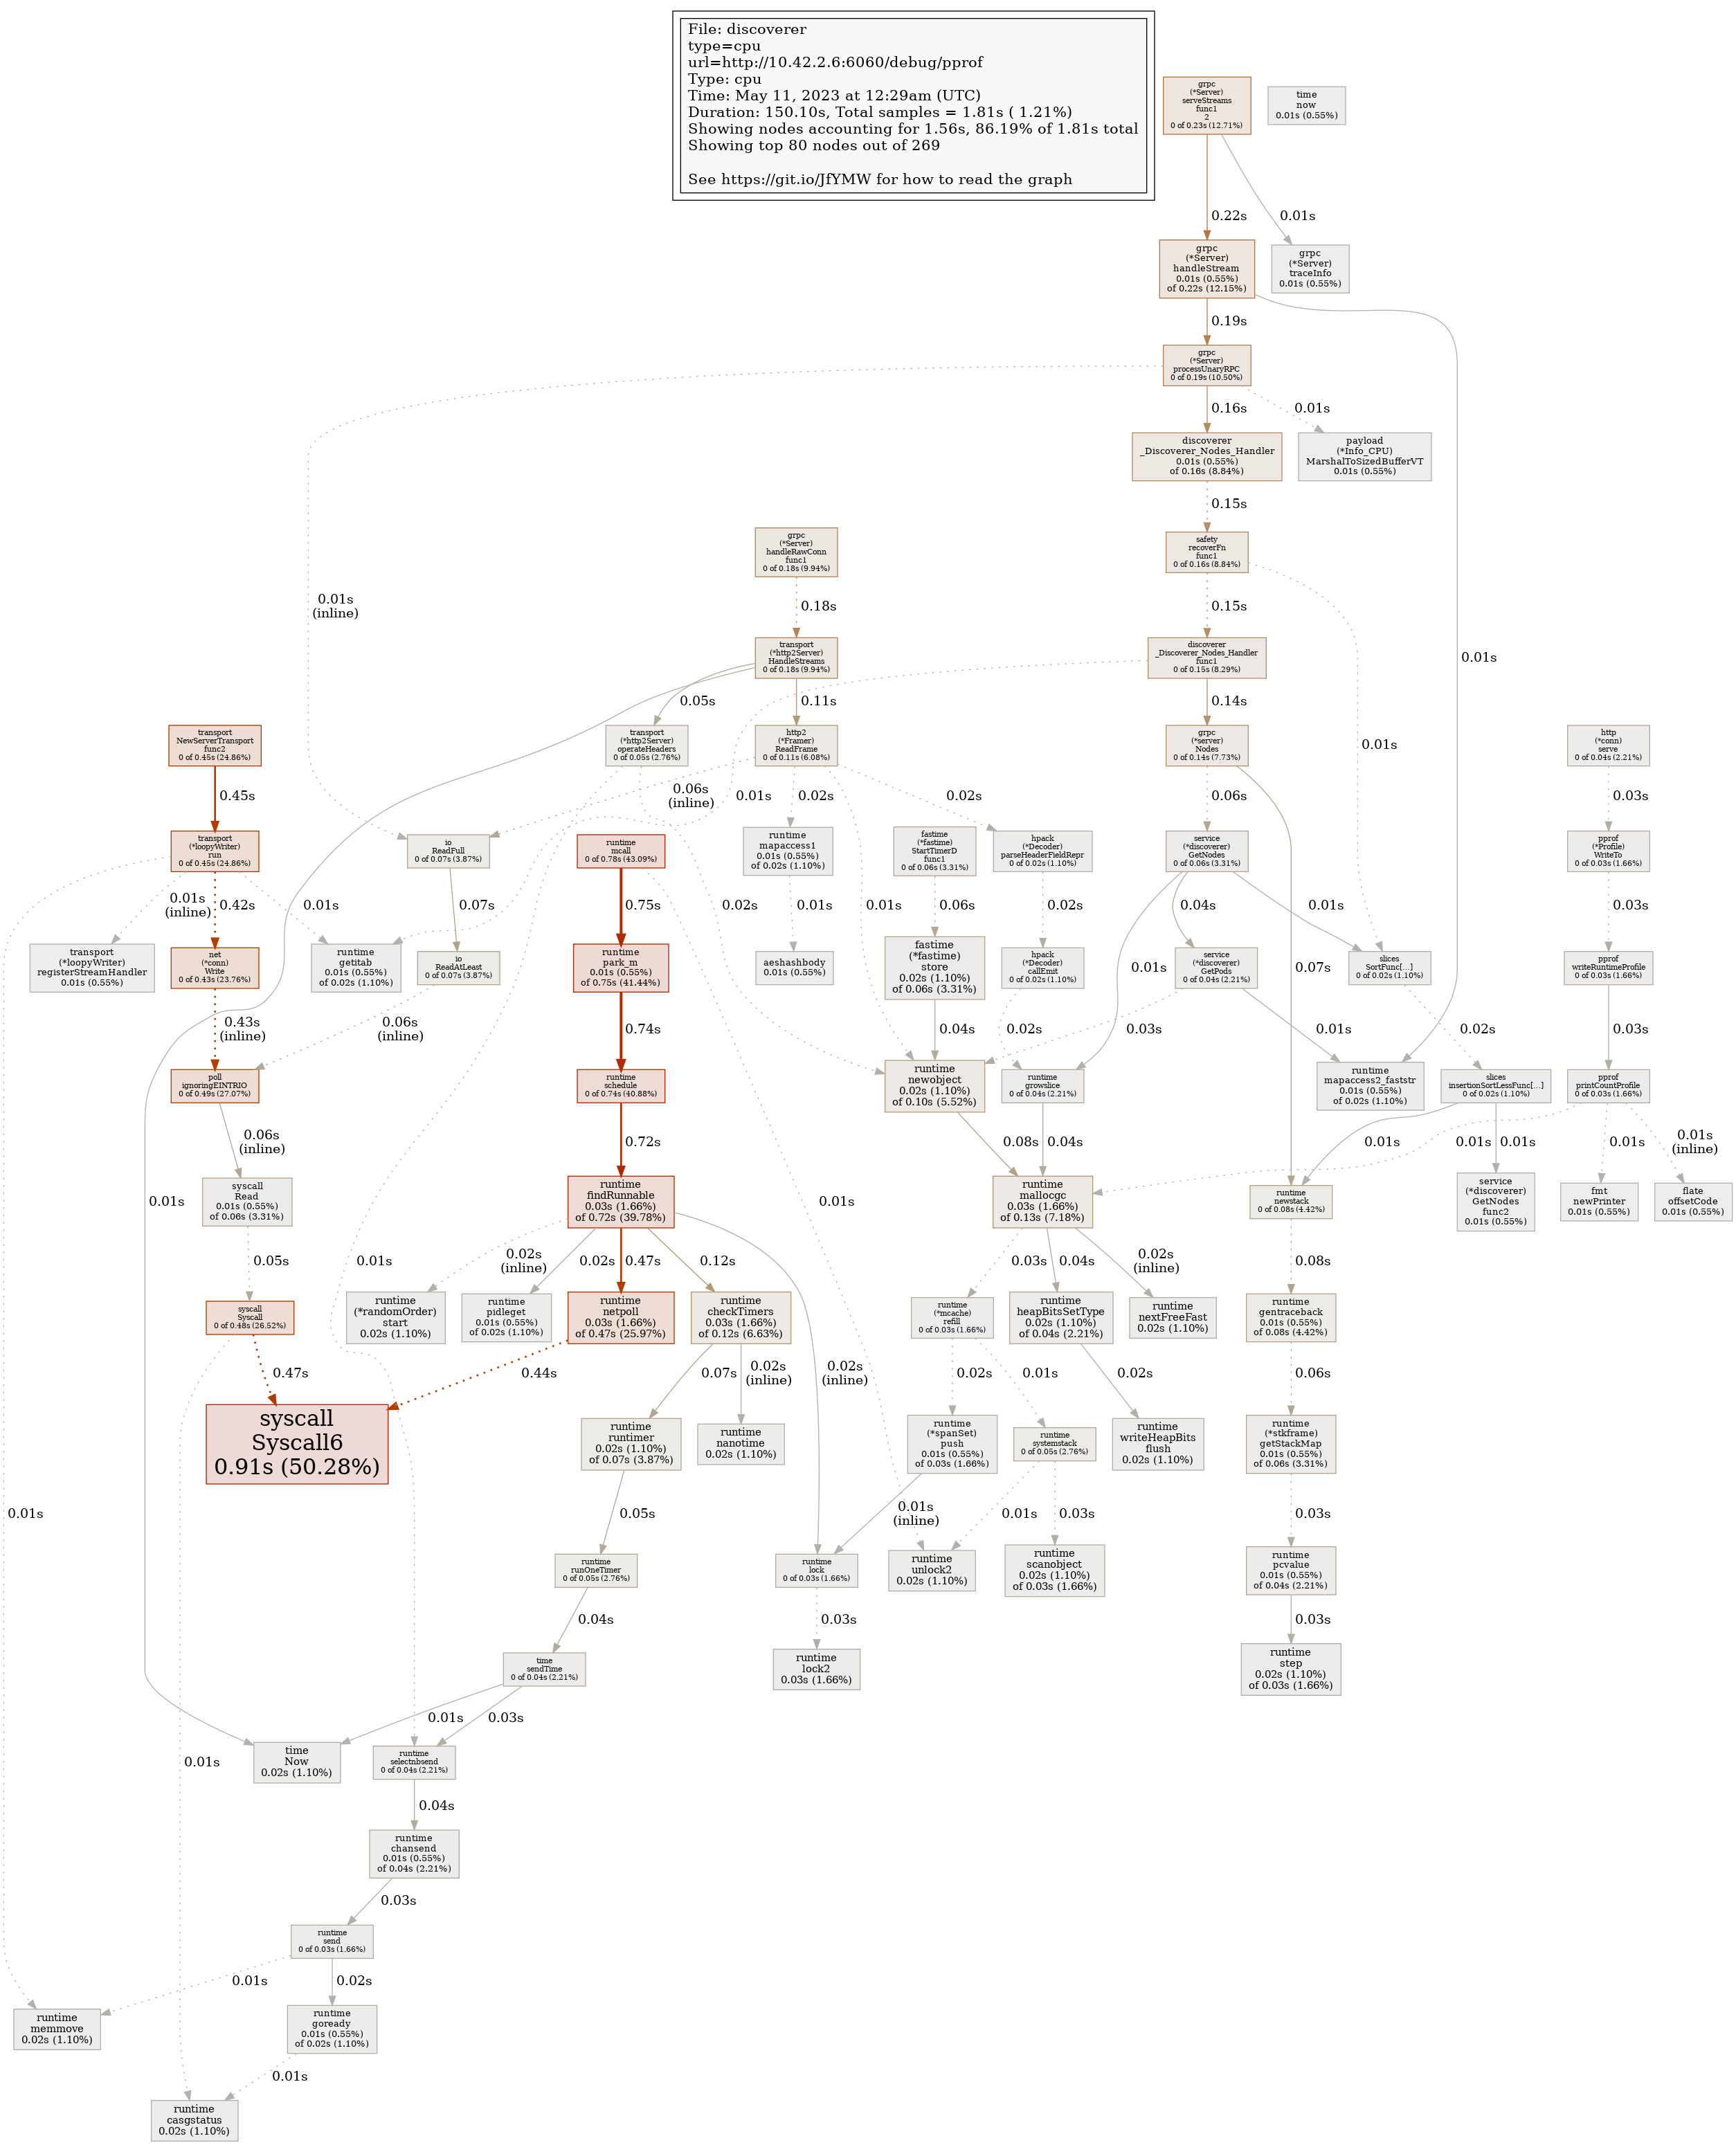 File: discoverer
type=cpu
url=http://10.42.2.6:6060/debug/pprof
Type: cpu
Time: May 11, 2023 at 12:29am (UTC)
Duration: 150.10s, Total samples = 1.81s ( 1.21%)
Showing nodes accounting for 1.56s, 86.19% of 1.81s total
Showing top 80 nodes out of 269
See https://git.io/JfYMW for how to read the graph
grpc
(*Server)
serveStreams
func1
2
0 of 0.23s (12.71%)
time
now
0.01s (0.55%)
0.22s
0.01s
grpc
(*Server)
handleStream
0.01s (0.55%)
of 0.22s (12.15%)
grpc
(*Server)
traceInfo
0.01s (0.55%)
0.19s
0.01s
grpc
(*Server)
processUnaryRPC
0 of 0.19s (10.50%)
0.16s
0.01s
0.01s
(inline)
discoverer
_Discoverer_Nodes_Handler
0.01s (0.55%)
of 0.16s (8.84%)
payload
(*Info_CPU)
MarshalToSizedBufferVT
0.01s (0.55%)
0.15s
grpc
(*Server)
handleRawConn
func1
0 of 0.18s (9.94%)
safety
recoverFn
func1
0 of 0.16s (8.84%)
0.18s
0.15s
0.01s
transport
(*http2Server)
HandleStreams
0 of 0.18s (9.94%)
discoverer
_Discoverer_Nodes_Handler
func1
0 of 0.15s (8.29%)
0.05s
0.11s
0.01s
0.14s
0.01s
transport
NewServerTransport
func2
0 of 0.45s (24.86%)
transport
(*http2Server)
operateHeaders
0 of 0.05s (2.76%)
http2
(*Framer)
ReadFrame
0 of 0.11s (6.08%)
grpc
(*server)
Nodes
0 of 0.14s (7.73%)
http
(*conn)
serve
0 of 0.04s (2.21%)
0.45s
0.06s
(inline)
0.02s
0.01s
0.02s
0.02s
0.01s
0.06s
0.07s
0.03s
transport
(*loopyWriter)
run
0 of 0.45s (24.86%)
io
ReadFull
0 of 0.07s (3.87%)
runtime
mcall
0 of 0.78s (43.09%)
runtime
mapaccess1
0.01s (0.55%)
of 0.02s (1.10%)
fastime
(*fastime)
StartTimerD
func1
0 of 0.06s (3.31%)
hpack
(*Decoder)
parseHeaderFieldRepr
0 of 0.02s (1.10%)
service
(*discoverer)
GetNodes
0 of 0.06s (3.31%)
pprof
(*Profile)
WriteTo
0 of 0.03s (1.66%)
0.01s
(inline)
0.42s
0.01s
0.01s
0.07s
0.75s
0.01s
0.01s
0.06s
0.02s
0.01s
0.04s
0.01s
0.03s
transport
(*loopyWriter)
registerStreamHandler
0.01s (0.55%)
net
(*conn)
Write
0 of 0.43s (23.76%)
runtime
getitab
0.01s (0.55%)
of 0.02s (1.10%)
io
ReadAtLeast
0 of 0.07s (3.87%)
runtime
park_m
0.01s (0.55%)
of 0.75s (41.44%)
aeshashbody
0.01s (0.55%)
fastime
(*fastime)
store
0.02s (1.10%)
of 0.06s (3.31%)
hpack
(*Decoder)
callEmit
0 of 0.02s (1.10%)
service
(*discoverer)
GetPods
0 of 0.04s (2.21%)
slices
SortFunc[...]
0 of 0.02s (1.10%)
pprof
writeRuntimeProfile
0 of 0.03s (1.66%)
0.43s
(inline)
0.06s
(inline)
0.74s
0.04s
0.02s
0.03s
0.01s
0.02s
0.03s
poll
ignoringEINTRIO
0 of 0.49s (27.07%)
runtime
schedule
0 of 0.74s (40.88%)
runtime
newobject
0.02s (1.10%)
of 0.10s (5.52%)
runtime
growslice
0 of 0.04s (2.21%)
runtime
mapaccess2_faststr
0.01s (0.55%)
of 0.02s (1.10%)
slices
insertionSortLessFunc[...]
0 of 0.02s (1.10%)
pprof
printCountProfile
0 of 0.03s (1.66%)
0.06s
(inline)
0.72s
0.08s
0.04s
0.01s
0.01s
0.01s
0.01s
0.01s
(inline)
syscall
Read
0.01s (0.55%)
of 0.06s (3.31%)
runtime
findRunnable
0.03s (1.66%)
of 0.72s (39.78%)
runtime
mallocgc
0.03s (1.66%)
of 0.13s (7.18%)
runtime
newstack
0 of 0.08s (4.42%)
service
(*discoverer)
GetNodes
func2
0.01s (0.55%)
fmt
newPrinter
0.01s (0.55%)
flate
offsetCode
0.01s (0.55%)
0.05s
0.01s
0.02s
(inline)
0.02s
0.47s
0.12s
0.02s
(inline)
0.03s
0.04s
0.02s
(inline)
0.08s
syscall
Syscall
0 of 0.48s (26.52%)
runtime
(*randomOrder)
start
0.02s (1.10%)
runtime
pidleget
0.01s (0.55%)
of 0.02s (1.10%)
runtime
netpoll
0.03s (1.66%)
of 0.47s (25.97%)
runtime
checkTimers
0.03s (1.66%)
of 0.12s (6.63%)
runtime
(*mcache)
refill
0 of 0.03s (1.66%)
runtime
heapBitsSetType
0.02s (1.10%)
of 0.04s (2.21%)
runtime
nextFreeFast
0.02s (1.10%)
runtime
gentraceback
0.01s (0.55%)
of 0.08s (4.42%)
0.47s
0.01s
0.44s
0.07s
0.02s
(inline)
0.02s
0.01s
0.02s
0.06s
syscall
Syscall6
0.91s (50.28%)
runtime
runtimer
0.02s (1.10%)
of 0.07s (3.87%)
runtime
nanotime
0.02s (1.10%)
runtime
(*spanSet)
push
0.01s (0.55%)
of 0.03s (1.66%)
runtime
systemstack
0 of 0.05s (2.76%)
runtime
writeHeapBits
flush
0.02s (1.10%)
runtime
(*stkframe)
getStackMap
0.01s (0.55%)
of 0.06s (3.31%)
0.05s
0.01s
(inline)
0.01s
0.03s
0.03s
runtime
runOneTimer
0 of 0.05s (2.76%)
runtime
lock
0 of 0.03s (1.66%)
runtime
unlock2
0.02s (1.10%)
runtime
scanobject
0.02s (1.10%)
of 0.03s (1.66%)
runtime
pcvalue
0.01s (0.55%)
of 0.04s (2.21%)
0.04s
0.03s
0.03s
time
sendTime
0 of 0.04s (2.21%)
runtime
lock2
0.03s (1.66%)
runtime
step
0.02s (1.10%)
of 0.03s (1.66%)
0.01s
0.03s
time
Now
0.02s (1.10%)
runtime
selectnbsend
0 of 0.04s (2.21%)
0.04s
runtime
chansend
0.01s (0.55%)
of 0.04s (2.21%)
0.03s
runtime
send
0 of 0.03s (1.66%)
0.01s
0.02s
runtime
memmove
0.02s (1.10%)
runtime
goready
0.01s (0.55%)
of 0.02s (1.10%)
0.01s
runtime
casgstatus
0.02s (1.10%)